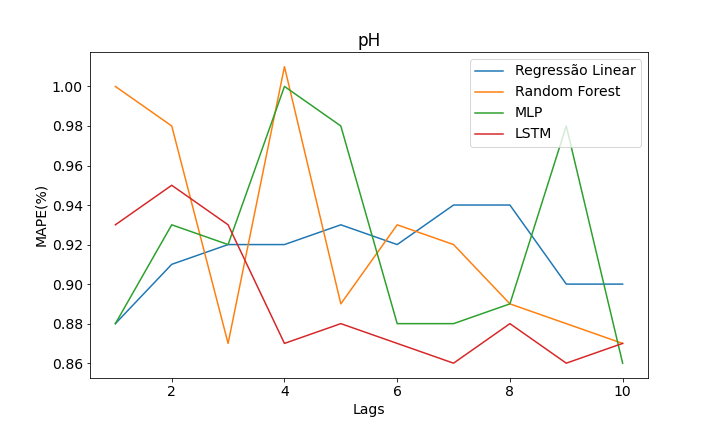 pH
Regressão Linear
Random Forest
MLP
LSTM
MAPE(%)
1.00
0.98
0.96
0.94
0.92
0.90
0.88
0.86
2 4 6 8 10
Lags